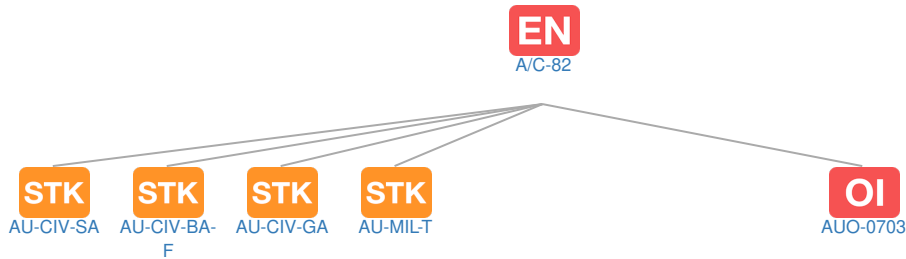 EN
A/C-82
STK STK STK STK OI
AU-CIV-SA AU-CIV-BA- AU-CIV-GA AU-MIL-T AUO-0703
F